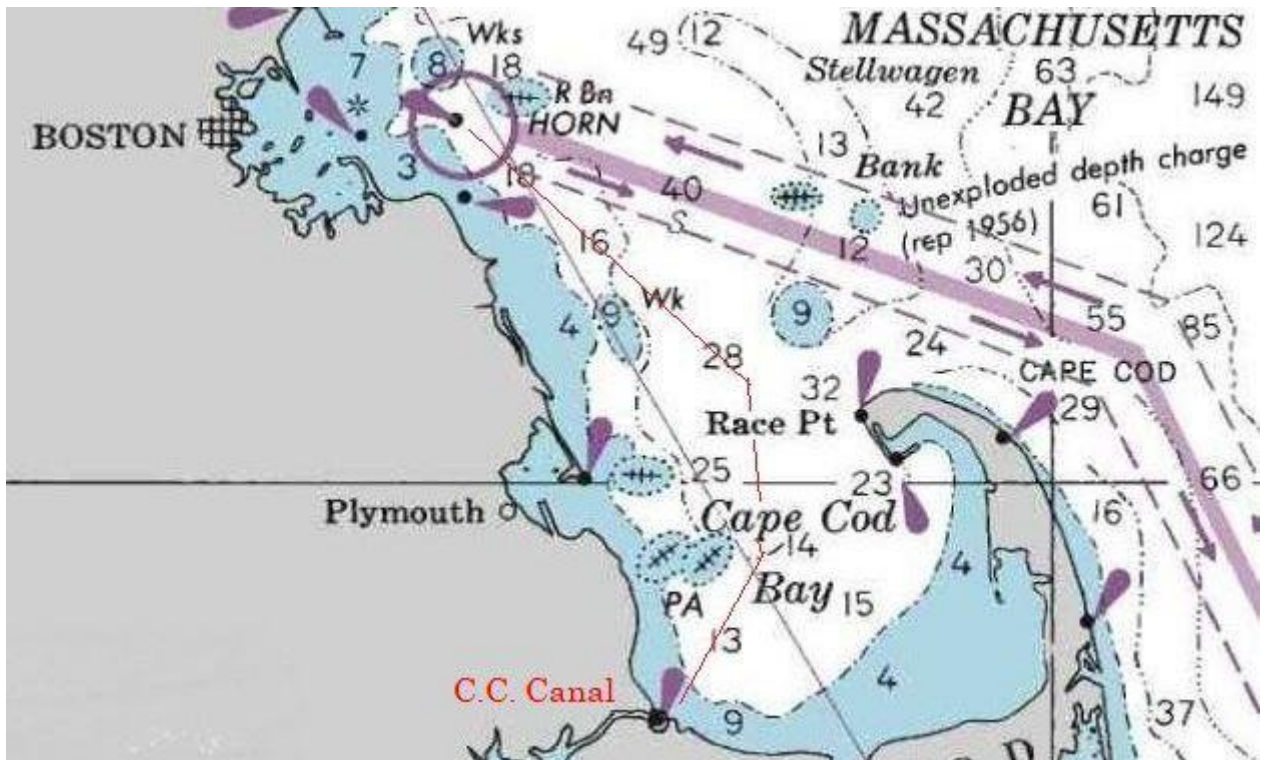 Wks
49
12
MASSACHUSETTS
7
8
18
Stellwagen
63
R Bn
42
149
BAY
BOSTON
HORN
13
3
18
40
Bank
Unexploded depth charge
S
61
16
12
(rep 1956)
124
30
Wk
4
9
9
55
85
28
24
CAPE COD
32
29
Race Pt
25
23
66
Plymouth
Cape Cod
16
14
4
PA
Bay
15
13
C.C. Canal
4
9
37
D